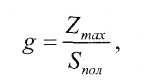 g = Z_max / S_пол ,